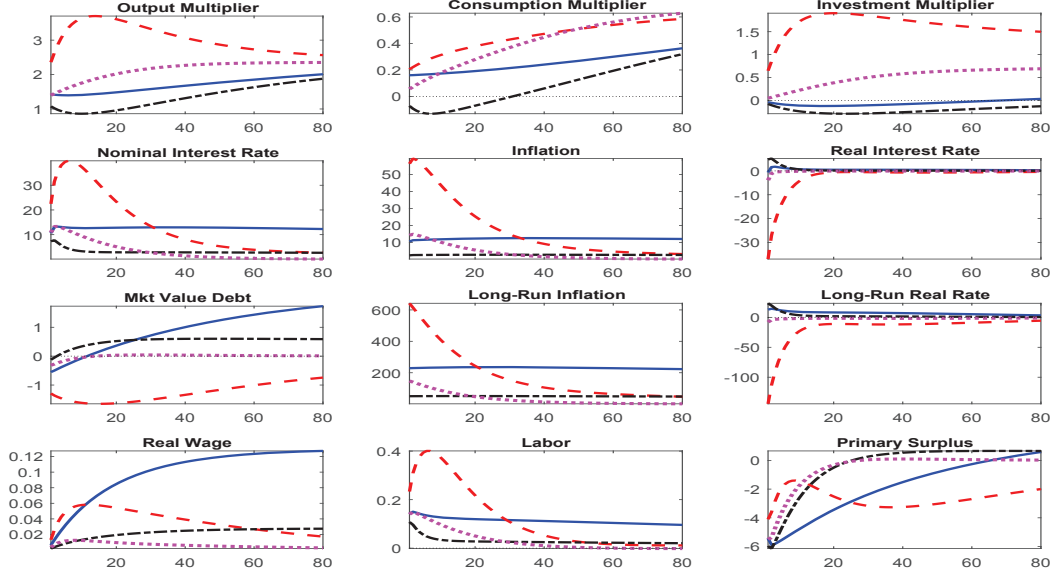 Output Multiplier
3
2
1
20 40 60 80
Consumption Multiplier
0.6
0.4
0.2
0
20 40 60 80
Investment Multiplier
1.5
1
0.5
0
20 40 60 80
Nominal Interest Rate
30
20
10
20 40 60 80
Inflation
50
40
30
20
10
20 40 60 80
Real Interest Rate
0
-10
-20
-30
20 40 60 80
Mkt Value Debt
1
0
-1
20 40 60 80
Long-Run Inflation
600
400
200
20 40 60 80
Long-Run Real Rate
0
-50
-100
20 40 60 80
Real Wage
0.12
0.1
0.08
0.06
0.04
0.02
20 40 60 80
Labor
0.4
0.2
0
20 40 60 80
Primary Surplus
0
-2
-4
-6
20 40 60 80